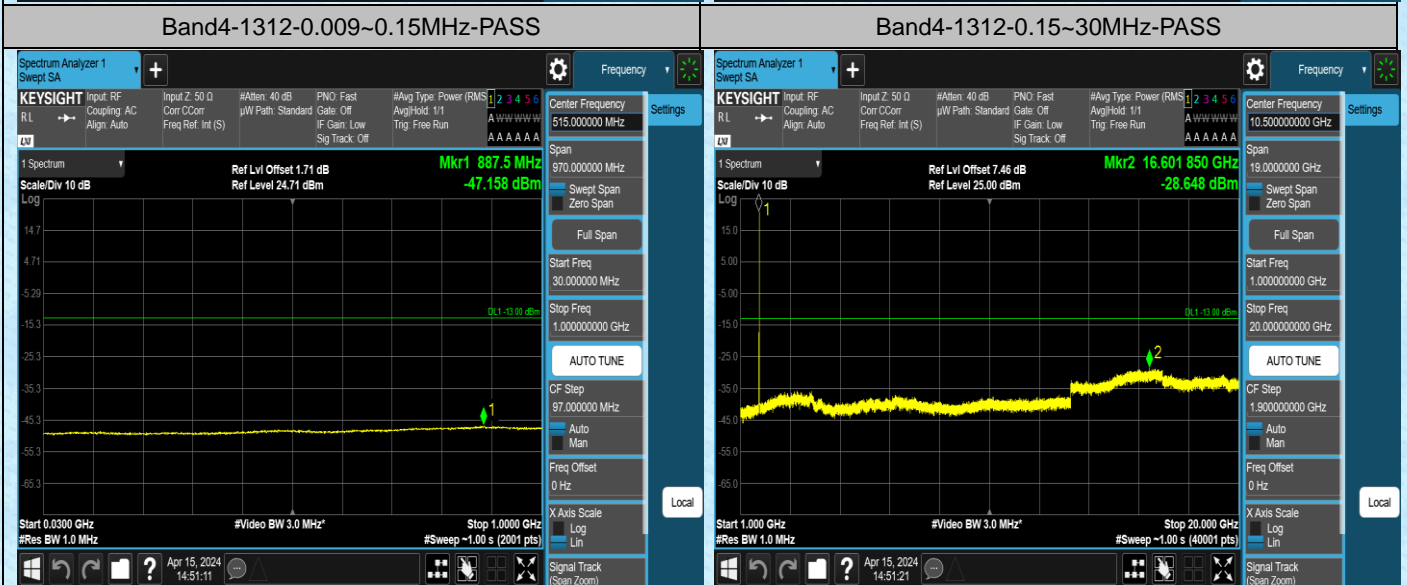 Band4-1312-0.009~0.15MHz-PASS
Band4-1312-0.15~30MHz-PASS
Spectrum Analyzer 1
Swept SA
Frequency
KEYSIGHT
RL
LXI
Input: RF
Coupling: AC
Align: Auto
Input Z: 50 Ω
Corr CCorr
Freq Ref: Int (S)
#Atten: 40 dB
µW Path: Standard
PNO: Fast
Gate: Off
IF Gain: Low
Sig Track: Off
#Avg Type: Power (RMS
Avg|Hold: 1/1
Trig: Free Run
1 2 3 4 5 6
A W W W W W
A A A A A A
Center Frequency
515.000000 MHz
Settings
Span
970.000000 MHz
Swept Span
Zero Span
Full Span
Start Freq
30.000000 MHz
Stop Freq
1.000000000 GHz
AUTO TUNE
CF Step
97.000000 MHz
Auto
Man
Freq Offset
0 Hz
X Axis Scale
Log
Lin
Signal Track
(Span Zoom)
Local
1 Spectrum
Scale/Div 10 dB
Log
Ref Lvl Offset 1.71 dB
Ref Level 24.71 dBm
Mkr1 887.5 MHz
-47.158 dBm
14.7
4.71
-5.29
-15.3
-25.3
-35.3
-45.3
-55.3
-65.3
DL1 -13.00 dBm
1
Start 0.0300 GHz
#Res BW 1.0 MHz
#Video BW 3.0 MHz*
Stop 1.0000 GHz
#Sweep ~1.00 s (2001 pts)
Apr 15, 2024
14:51:11
Spectrum Analyzer 1
Swept SA
Frequency
KEYSIGHT
RL
LXI
Input: RF
Coupling: AC
Align: Auto
Input Z: 50 Ω
Corr CCorr
Freq Ref: Int (S)
#Atten: 40 dB
µW Path: Standard
PNO: Fast
Gate: Off
IF Gain: Low
Sig Track: Off
#Avg Type: Power (RMS
Avg|Hold: 1/1
Trig: Free Run
1 2 3 4 5 6
A W W W W W
A A A A A A
Center Frequency
10.500000000 GHz
Settings
Span
19.0000000 GHz
Swept Span
Zero Span
Full Span
Start Freq
1.000000000 GHz
Stop Freq
20.000000000 GHz
AUTO TUNE
CF Step
1.900000000 GHz
Auto
Man
Freq Offset
0 Hz
X Axis Scale
Log
Lin
Signal Track
(Span Zoom)
Local
1 Spectrum
Scale/Div 10 dB
Log
Ref Lvl Offset 7.46 dB
Ref Level 25.00 dBm
Mkr2 16.601 850 GHz
-28.648 dBm
15.0
5.00
-5.00
-15.0
-25.0
-35.0
-45.0
-55.0
-65.0
DL1 -13.00 dBm
1
2
Start 1.000 GHz
#Res BW 1.0 MHz
#Video BW 3.0 MHz*
Stop 20.000 GHz
#Sweep ~1.00 s (40001 pts)
Apr 15, 2024
14:51:21